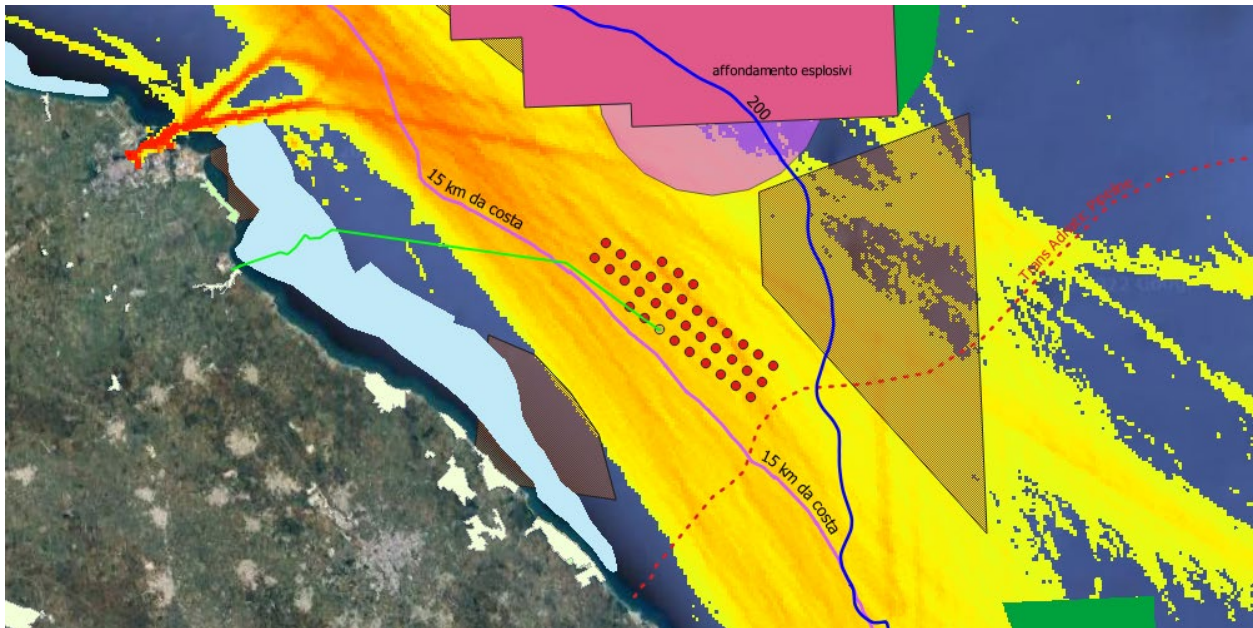 affondamento esplosivi
200
15 km da costa
Trans Adriatic Pipeline
15 km da costa